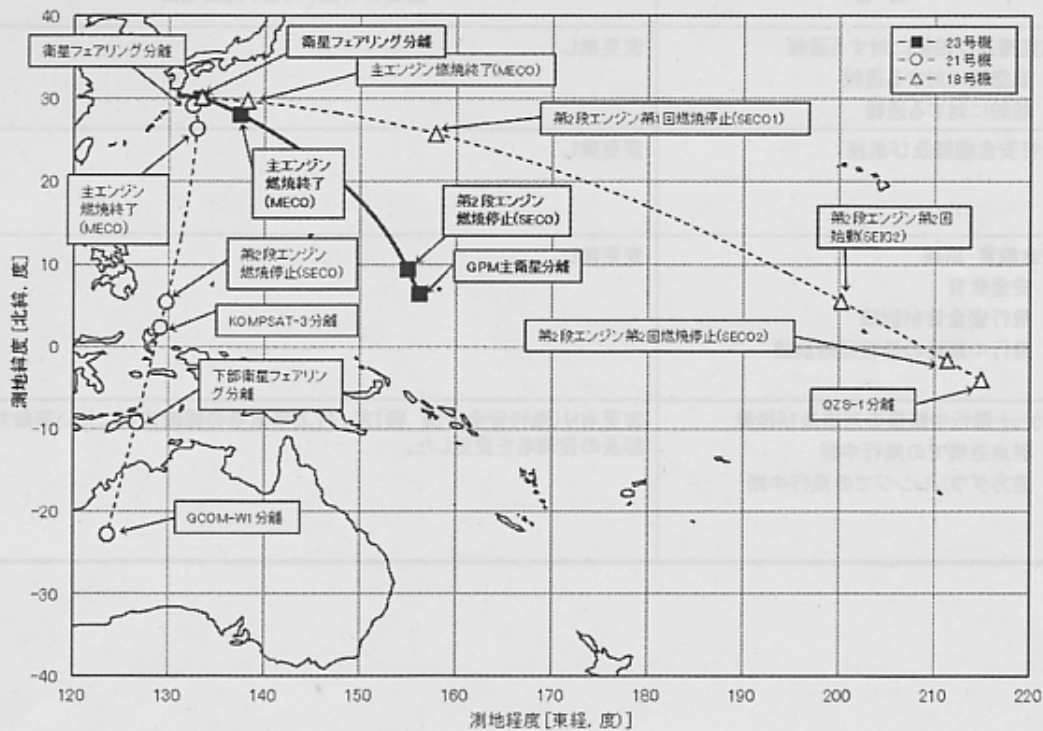 40
30
20
10
0
-10
-20
-30
-40
120
130
140
150
160
170
180
190
200
210
220
測地緯度[北緯, 度]
測地経度[東経, 度)]
23号機
21号機
18号機
衛星フェアリング分離
衛星フェアリング分離
主エンジン燃焼終了(MECO)
第2段エンジン第1回燃焼停止(SECO1)
主エンジン
燃焼終了
(MECO)
主エンジン
燃焼終了
(MECO)
第2段エンジン
燃焼停止(SECO)
第2段エンジン第2回
始動(SEIG2)
第2段エンジン
燃焼停止(SECO)
GPM主衛星分離
KOMPSAT-3分離
第2段エンジン第2回燃焼停止(SECO2)
下部衛星フェアリン
グ分離
QZS-1分離
GCOM-W1分離